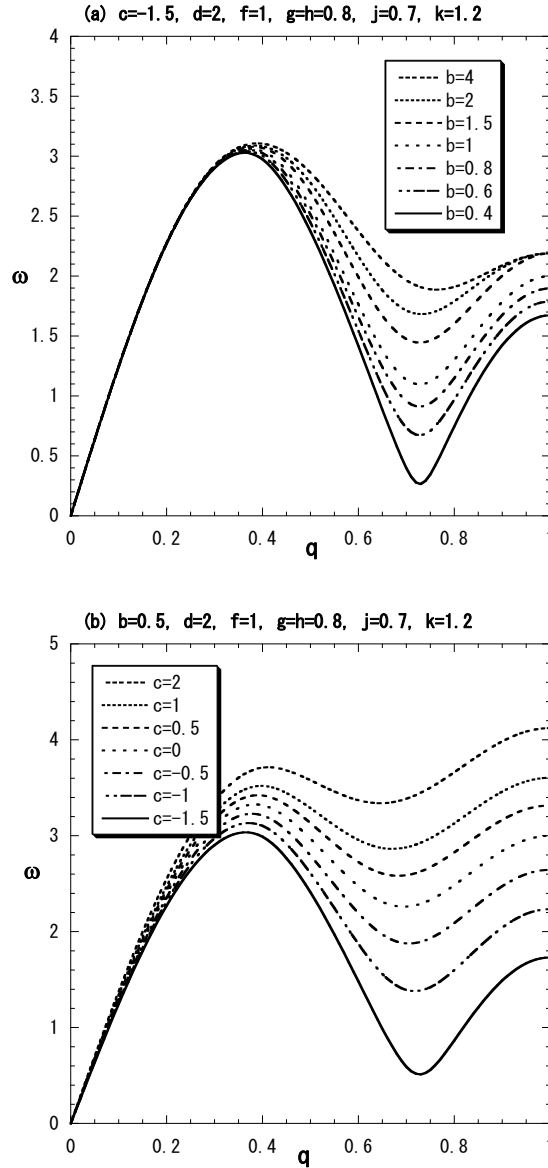 (a) c=-1.5, d=2, f=1, g=h=0.8, j=0.7, k=1.2
4
3.5
3
2.5
2
1.5
1
0.5
0
ω
b=4
b=2
b=1.5
b=1
b=0.8
b=0.6
b=0.4
0 0.2 0.4 0.6 0.8
q
(b) b=0.5, d=2, f=1, g=h=0.8, j=0.7, k=1.2
5
4
3
2
1
0
ω
c=2
c=1
c=0.5
c=0
c=-0.5
c=-1
c=-1.5
0 0.2 0.4 0.6 0.8
q